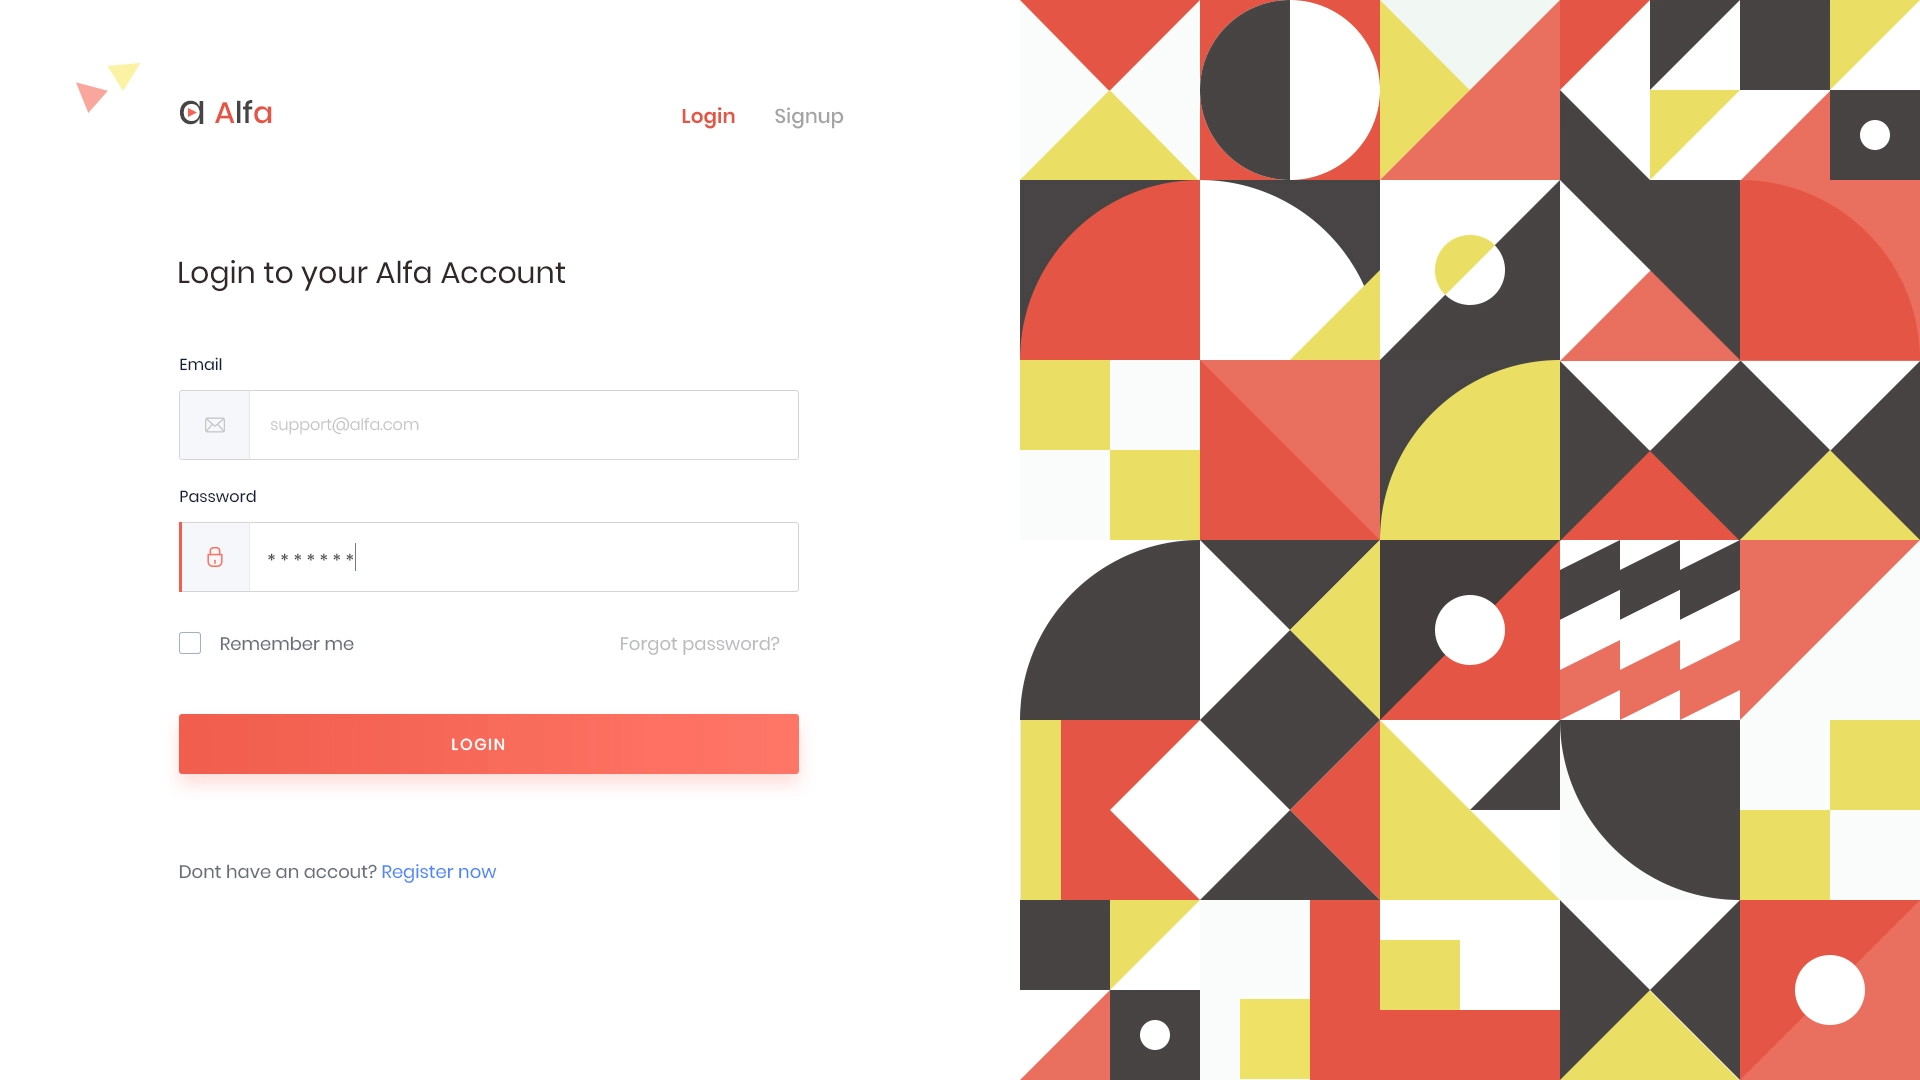 a Alfa
Login Signup
Login to your Alfa Account
Email
support@alfa.com
Password
*******
Remember me
Forgot password?
LOGIN
Dont have an accout? Register now